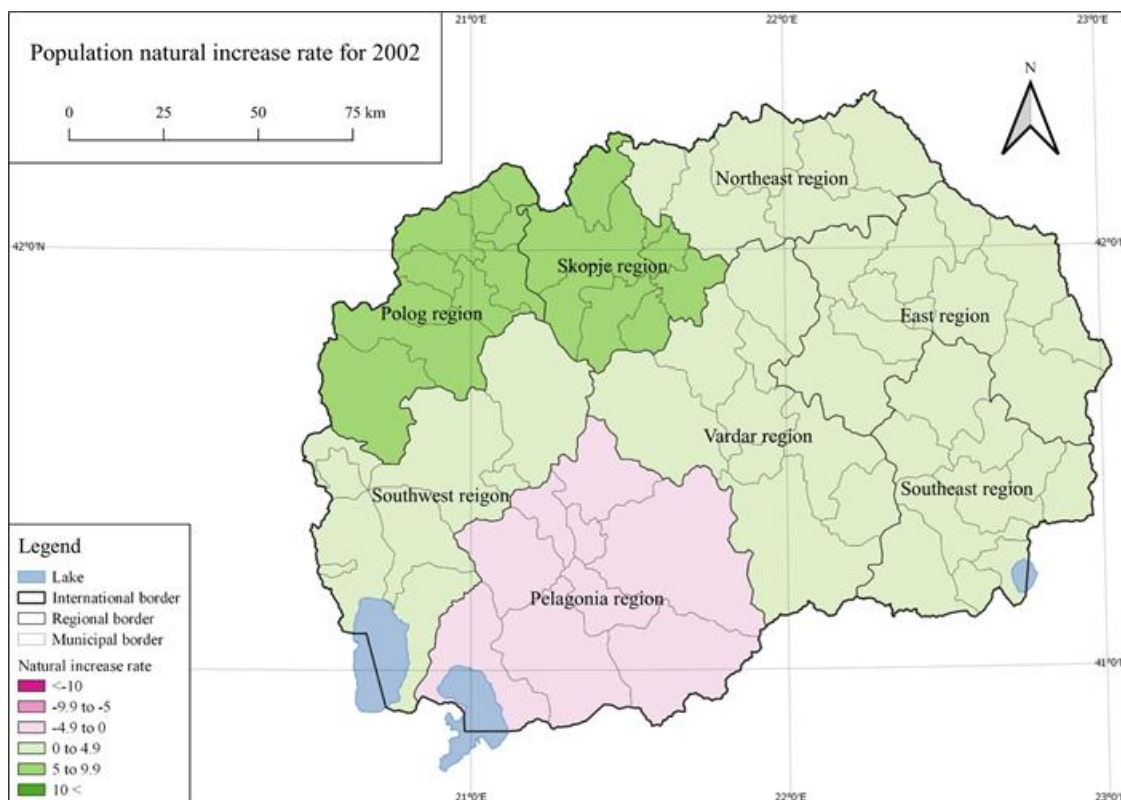 21°0'E
22°0'E
23°0'E
Population natural increase rate for 2002
0 25 50 75 km
N
Northeast region
42°0'N
42°0'N
Skopje region
Polog region
East region
Vardar region
Southwest reigon
Southeast region
Pelagonia region
Legend
Lake
International border
Regional border
Municipal border
Natural increase rate
<-10
-9.9 to -5
-4.9 to 0
0 to 4.9
5 to 9.9
10 <
41°0'N
41°0'N
21°0'E
22°0'E
23°0'E